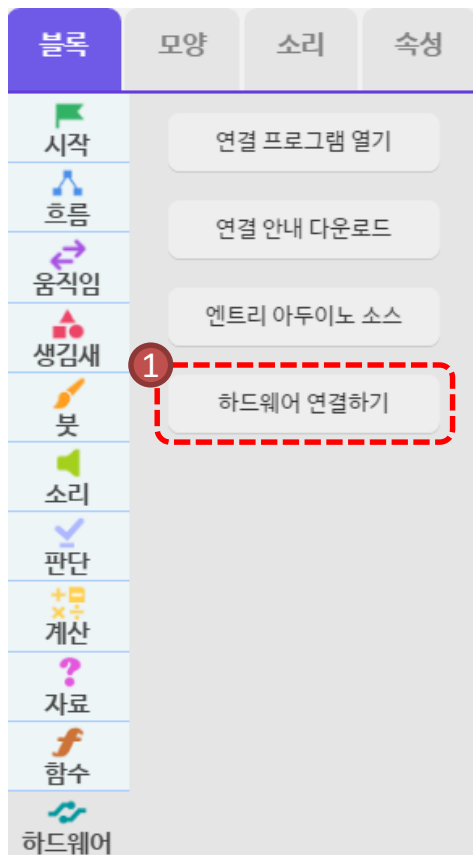 블록 모양 소리 속성
시작
흐름
움직임
생김새
붓
소리
판단
계산
자료
함수
하드웨어
연결 프로그램 열기
연결 안내 다운로드
엔트리 아두이노 소스
1
하드웨어 연결하기